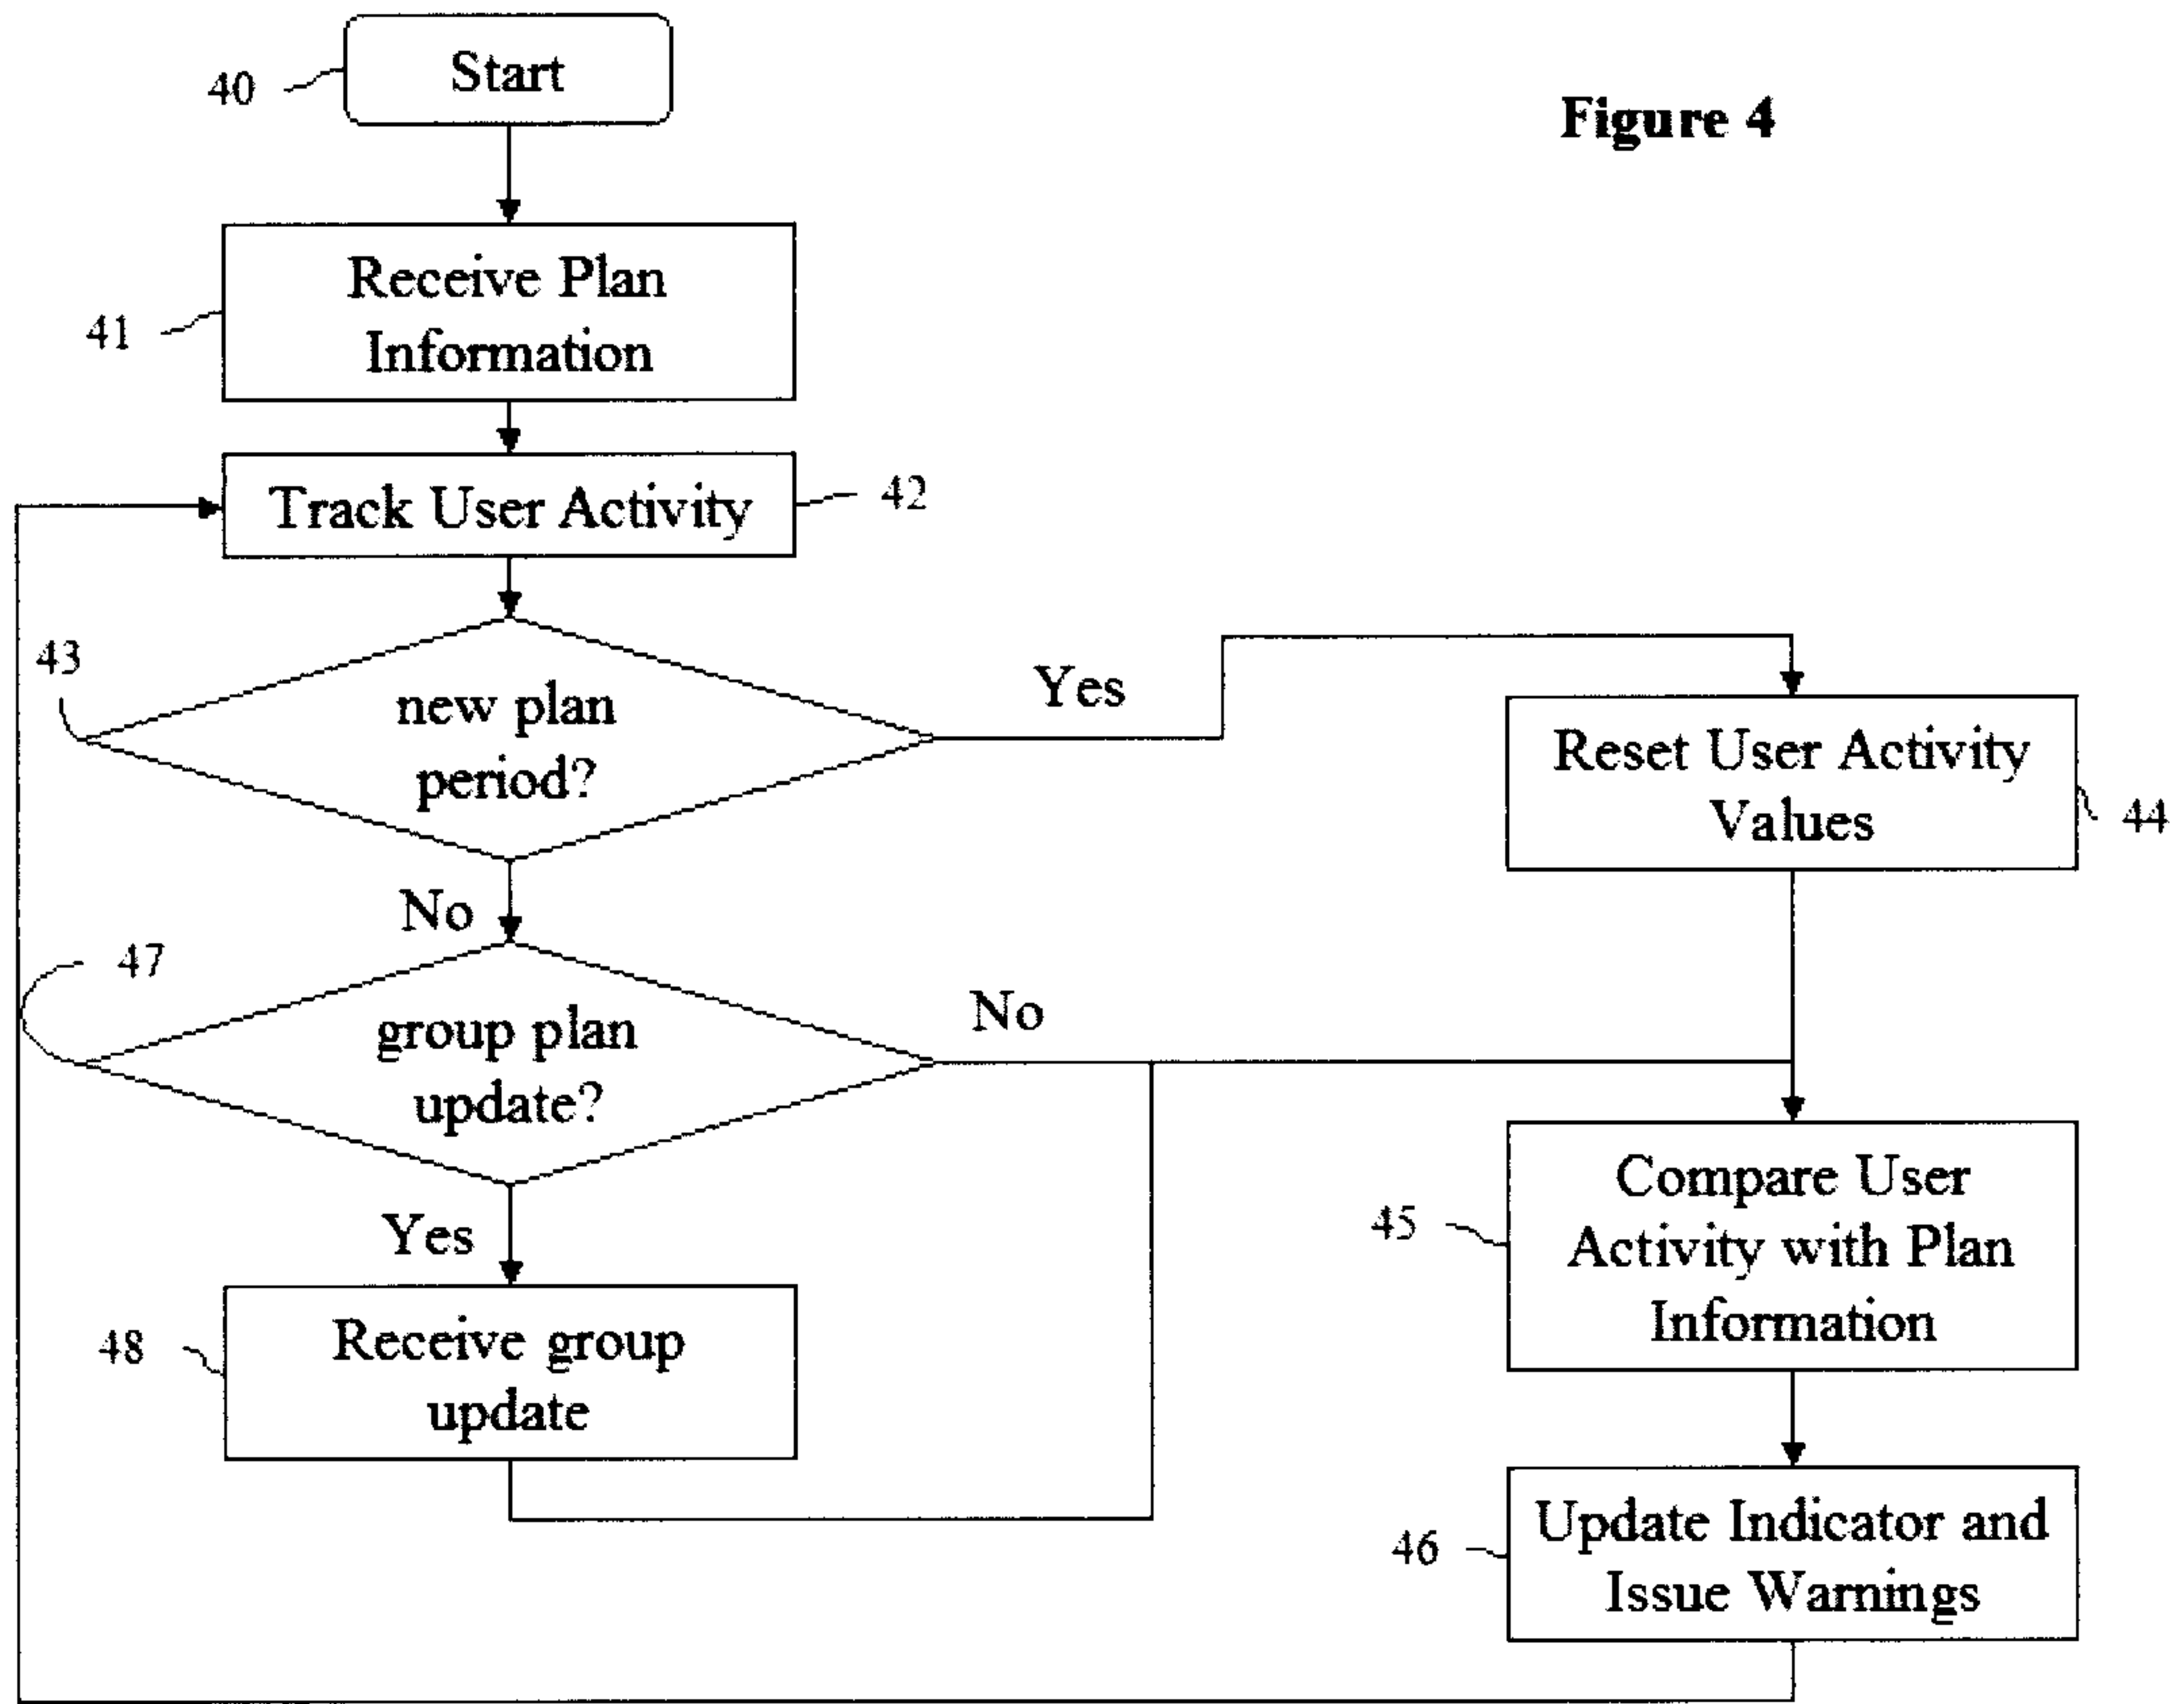 Start
40
Figure 4
Receive Plan
Information
41
Track User Activity
42
43
new plan
period?
Yes
Reset User Activity
Values
44
No
47
group plan
update?
No
Compare User
Activity with Plan
Information
45
Yes
Receive group
update
48
Update Indicator and
Issue Warnings
46